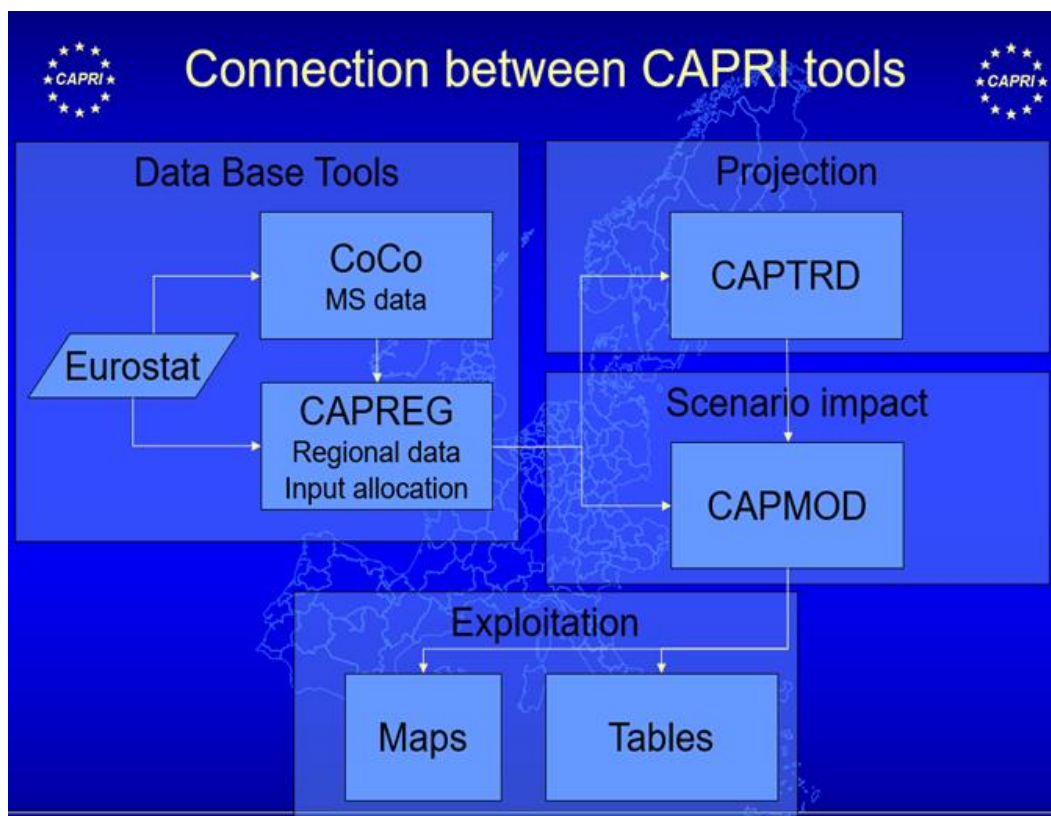 CAPRI
Connection between CAPRI tools
CAPRI
Data Base Tools
Projection
CoCo
MS data
CAPTRD
Eurostat
CAPREG
Regional data
Input allocation
Scenario impact
CAPMOD
Exploitation
Maps
Tables